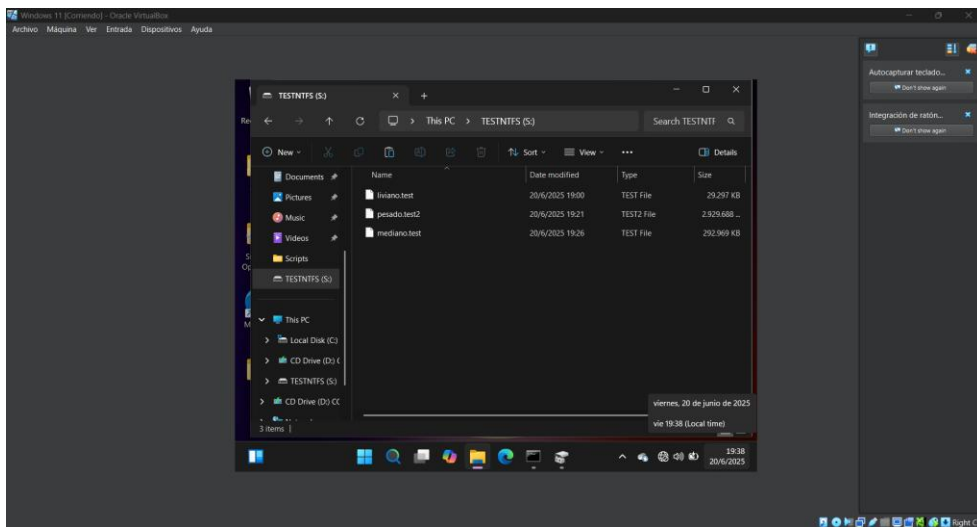 Windows 11 [Corriendo] - Oracle VirtualBox
Archivo Máquina Ver Entrada Dispositivos Ayuda
Autocapturar teclado...
Don't show again
Integración de ratón...
Don't show again
TESTNTFS (S:)
This PC > TESTNTFS (S:)
Search TESTNTF
New
Sort
View
Details
Name Date modified Type Size
liviano.test 20/6/2025 19:00 TEST File 29.297 KB
pesado.test2 20/6/2025 19:21 TEST2 File 2.929.688 ...
mediano.test 20/6/2025 19:26 TEST File 292.969 KB
Documents
Pictures
Music
Videos
Scripts
TESTNTFS (S:)
This PC
Local Disk (C:)
CD Drive (D:) (
TESTNTFS (S:)
CD Drive (D:) CC
3 items
viernes, 20 de junio de 2025
vie 19:38 (Local time)
19:38
20/6/2025
Right C